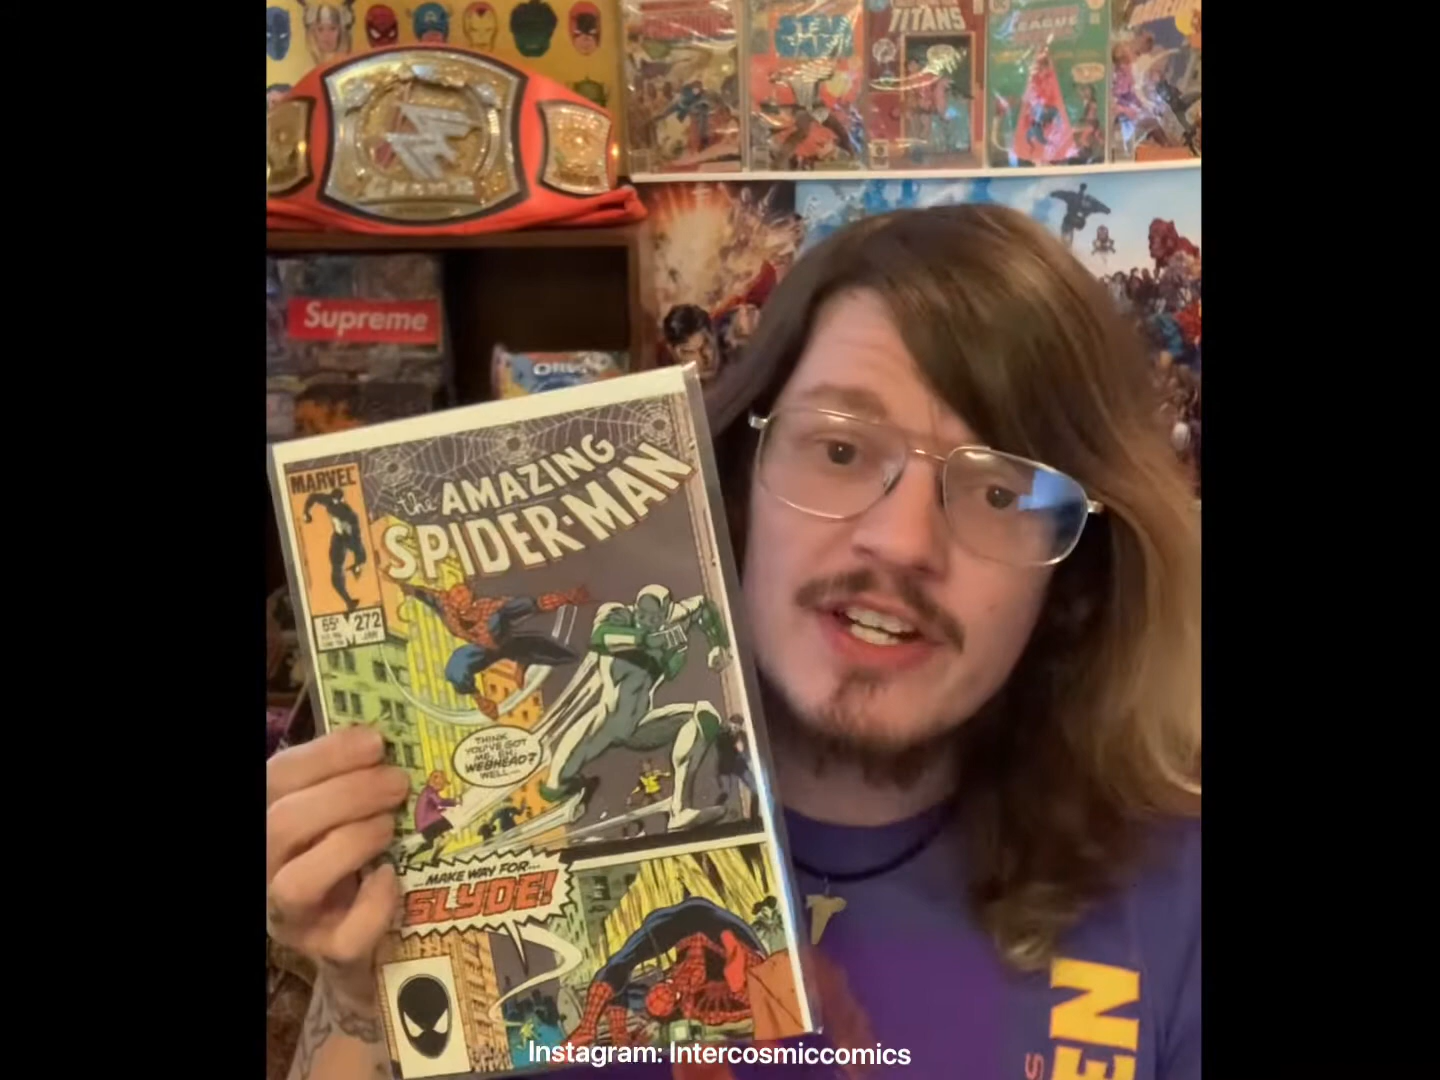 TITANS
Supreme
MARVEL
the AMAZING
SPIDER-MAN
65¢
272
JAN
THINK
YOU'VE GOT
ME, EH,
WEBHEAD?
WELL...
...MAKE WAY FOR...
SLYDE!
EN
Instagram: Intercosmiccomics